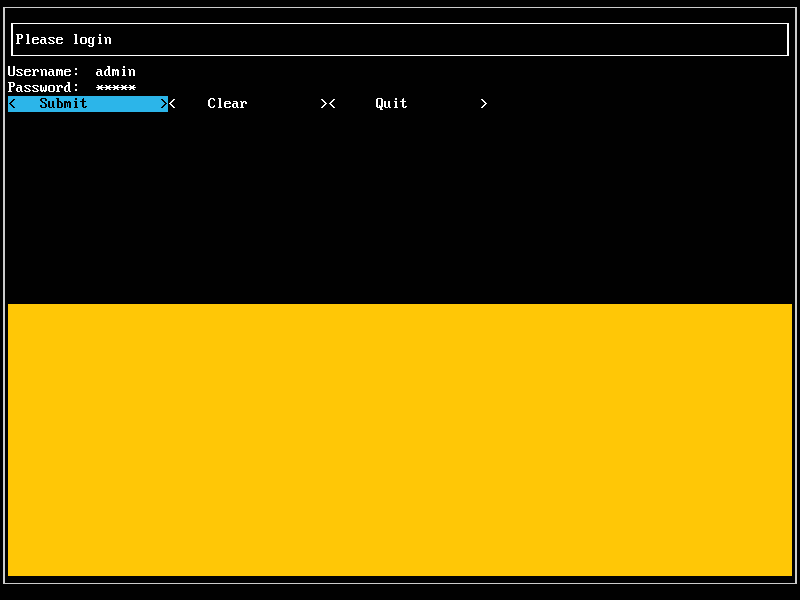 Please login
Username: admin
Password: *****
< Submit >< Clear >< Quit >